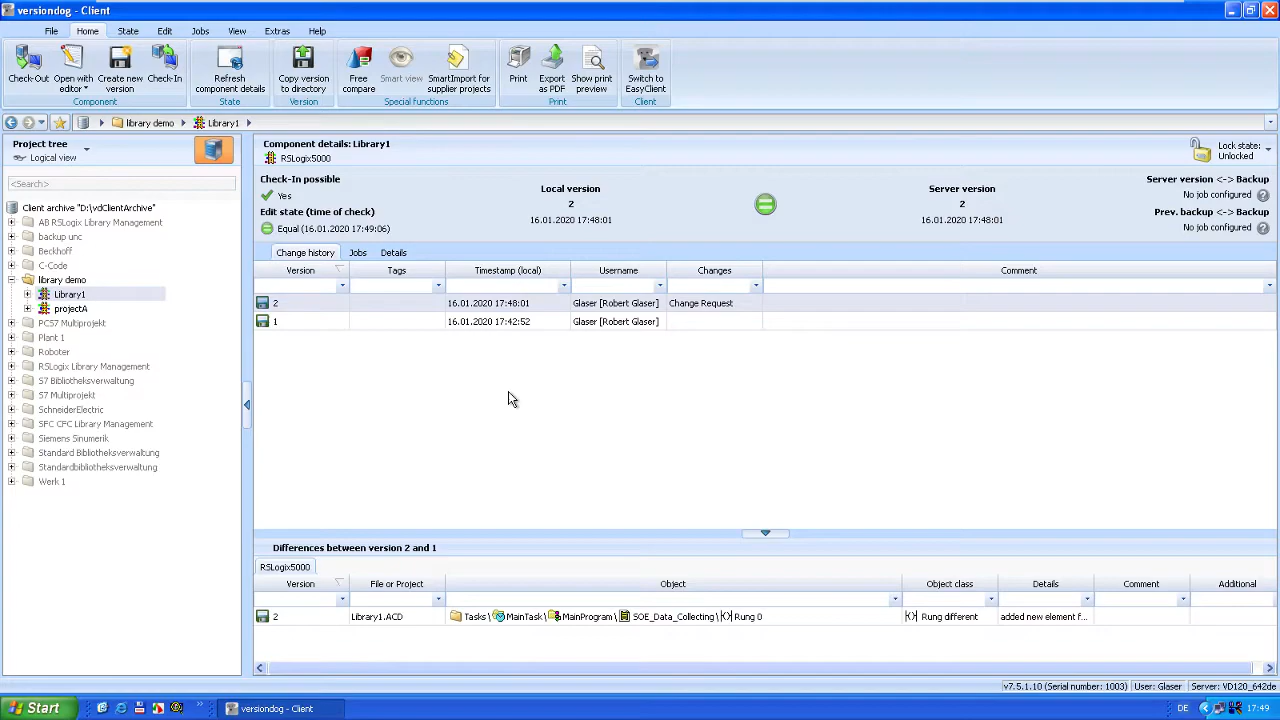 versiondog - Client
File Home State Edit Jobs View Extras Help
Check-Out
Open with editor
Create new version
Check-In
Refresh component details
Copy version to directory
Free compare
Smart view
SmartImport for supplier projects
Print
Export as PDF
Show print preview
Switch to EasyClient
Component State Version Special functions Print Client
library demo Library1
Project tree
Logical view
<Search>
Client archive "D:\vdClientArchive"
AB RSLogix Library Management
backup unc
Beckhoff
C-Code
library demo
Library1
projectA
PCS7 Multiprojekt
Plant 1
Roboter
RSLogix Library Management
S7 Bibliotheksverwaltung
S7 Multiprojekt
SchneiderElectric
SFC CFC Library Management
Siemens Sinumerik
Standard Bibliotheksverwaltung
Standardbibliotheksverwaltung
Werk 1
Component details: Library1
RSLogix5000
Lock state: Unlocked
Check-In possible
Yes
Edit state (time of check)
Equal (16.01.2020 17:49:06)
Local version
2
16.01.2020 17:48:01
Server version
2
16.01.2020 17:48:01
Server version <-> Backup
No job configured
Prev. backup <-> Backup
No job configured
Change history Jobs Details
Version Tags Timestamp (local) Username Changes Comment
2 16.01.2020 17:48:01 Glaser [Robert Glaser] Change Request
1 16.01.2020 17:42:52 Glaser [Robert Glaser]
Differences between version 2 and 1
RSLogix5000
Version File or Project Object Object class Details Comment Additional
2 Library1.ACD Tasks\ MainTask\ MainProgram\ SOE_Data_Collecting\ Rung 0 Rung different added new element f...
v7.5.1.10 (Serial number: 1003) User: Glaser Server: VD120_642de
Start versiondog - Client DE 17:49